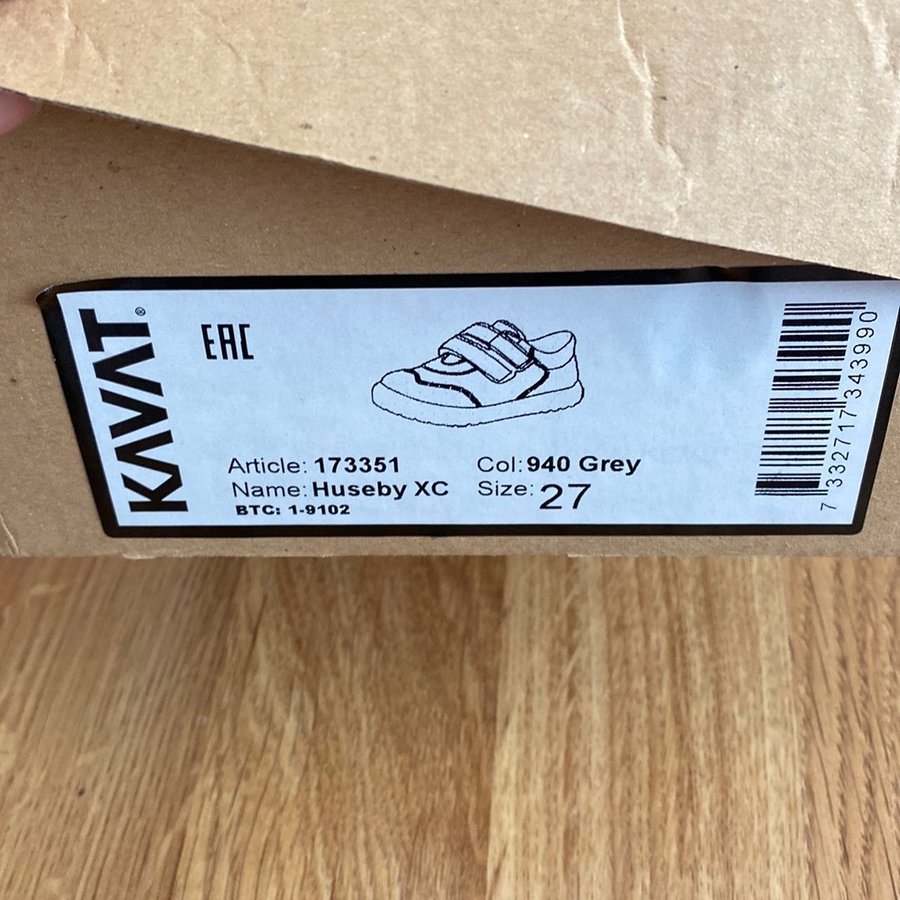 KAVAT®
EAC
Article: 173351
Name: Huseby XC
BTC: 1-9102
Col: 940 Grey
Size: 27
7 332717 343990